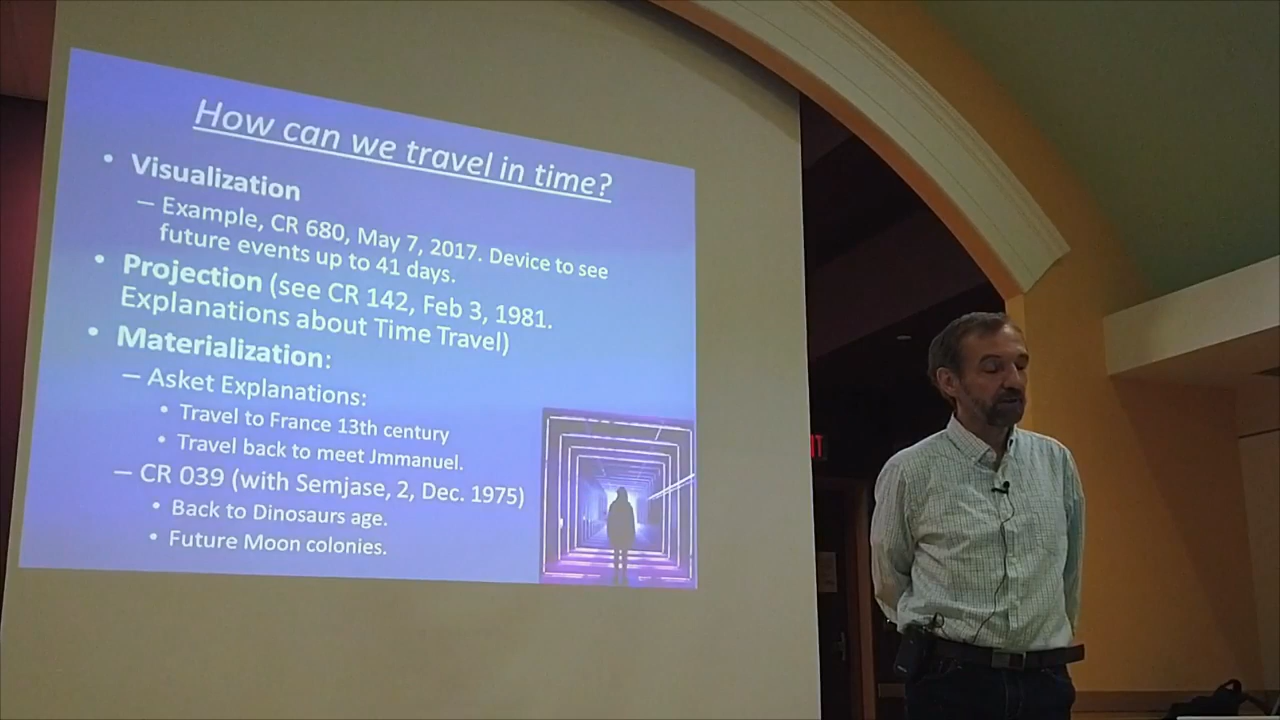 How can we travel in time?
• Visualization
– Example, CR 680, May 7, 2017. Device to see
future events up to 41 days.
• Projection (see CR 142, Feb 3, 1981.
Explanations about Time Travel)
• Materialization:
– Asket Explanations:
• Travel to France 13th century
• Travel back to meet Jmmanuel.
– CR 039 (with Semjase, 2, Dec. 1975)
• Back to Dinosaurs age.
• Future Moon colonies.